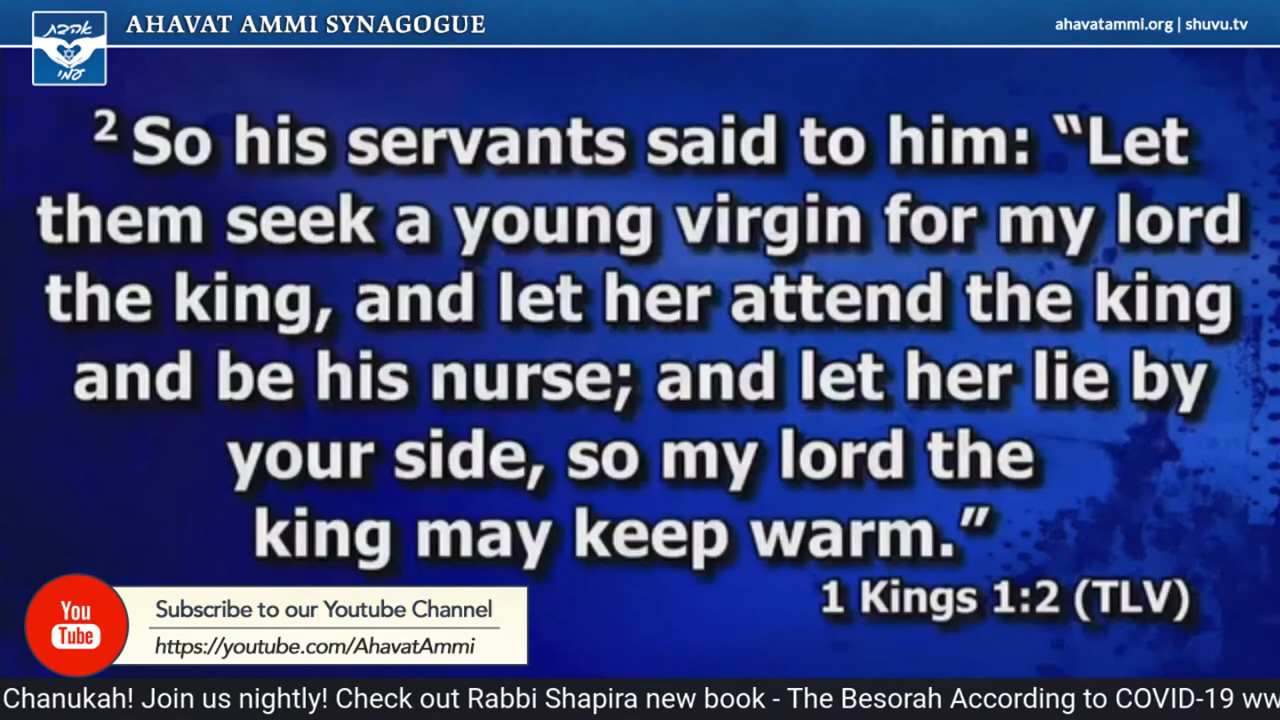 אהבת
עמי
AHAVAT AMMI SYNAGOGUE
ahavatammi.org | shuvu.tv
2 So his servants said to him: “Let
them seek a young virgin for my lord
the king, and let her attend the king
and be his nurse; and let her lie by
your side, so my lord the
king may keep warm.”
1 Kings 1:2 (TLV)
You
Tube
Subscribe to our Youtube Channel
https://youtube.com/AhavatAmmi
Chanukah! Join us nightly! Check out Rabbi Shapira new book - The Besorah According to COVID-19 ww